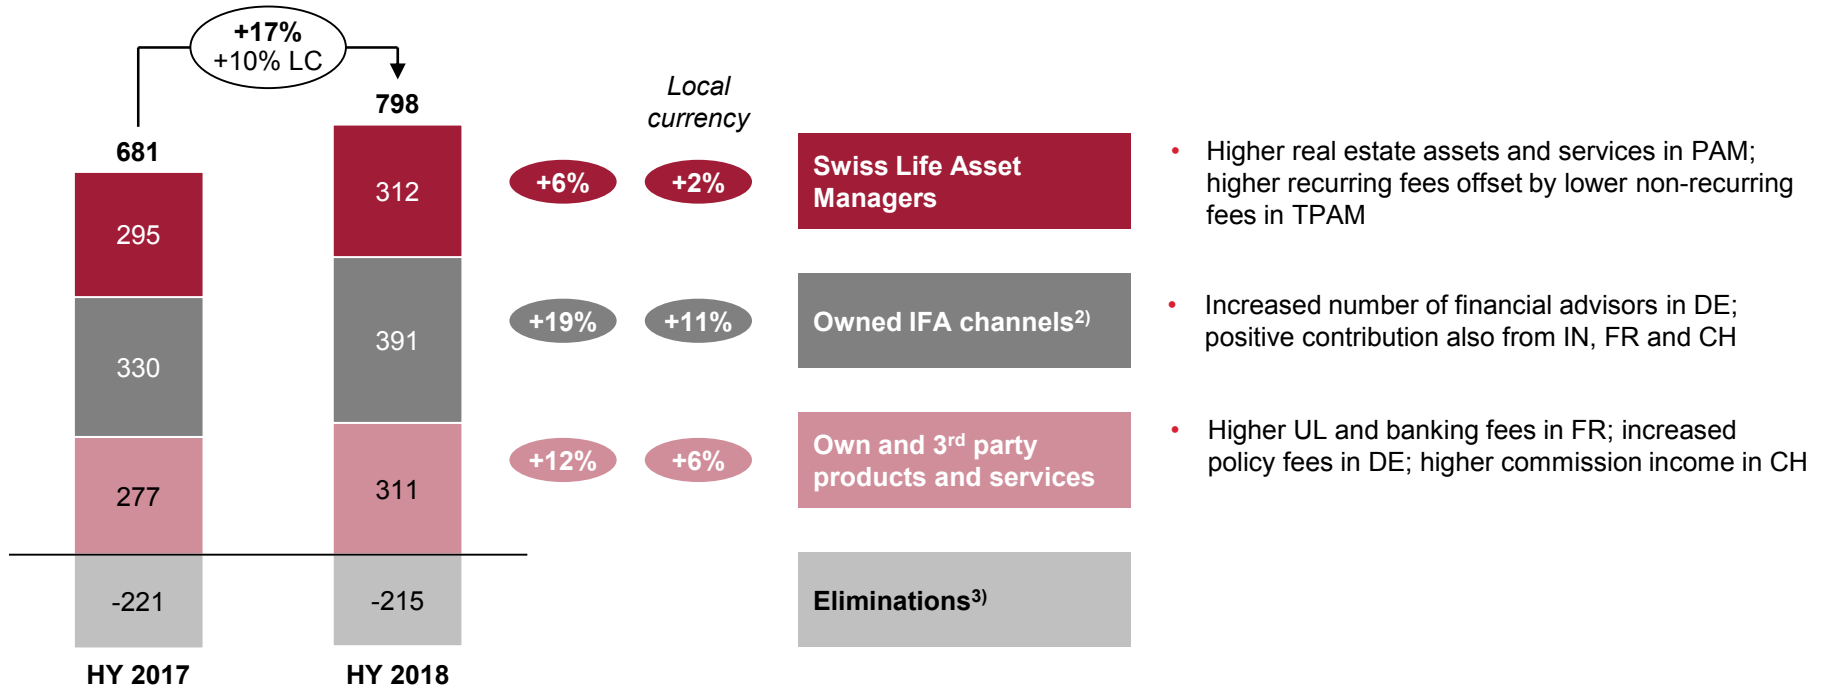 +17%
+10% LC
798
681
Local
currency
295
312
+6%
+2%
Swiss Life Asset
Managers
• Higher real estate assets and services in PAM;
higher recurring fees offset by lower non-recurring
fees in TPAM
330
391
+19%
+11%
Owned IFA channels2)
• Increased number of financial advisors in DE;
positive contribution also from IN, FR and CH
277
311
+12%
+6%
Own and 3rd party
products and services
• Higher UL and banking fees in FR; increased
policy fees in DE; higher commission income in CH
-221
-215
Eliminations3)
HY 2017
HY 2018